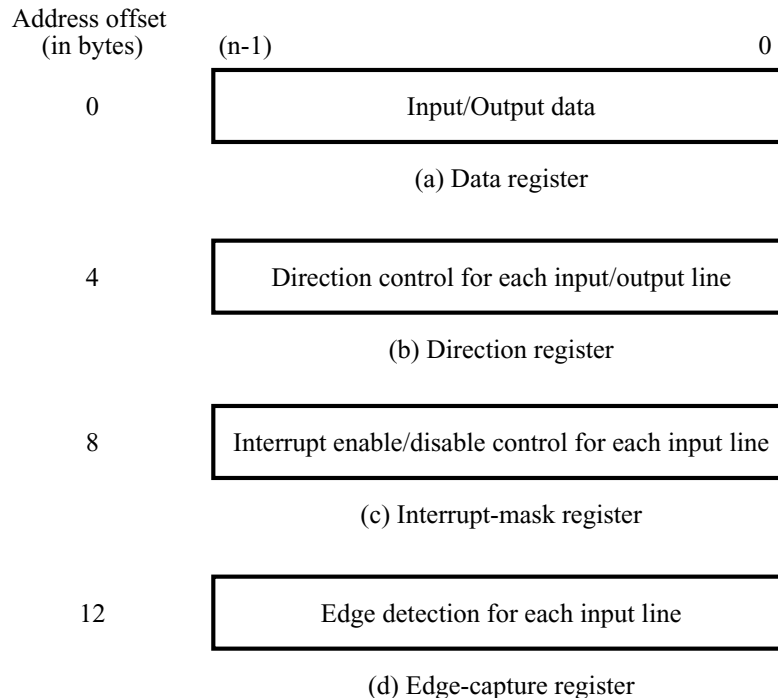 Address offset
(in bytes)
(n-1) 0
0 Input/Output data
(a) Data register
4 Direction control for each input/output line
(b) Direction register
8 Interrupt enable/disable control for each input line
(c) Interrupt-mask register
12 Edge detection for each input line
(d) Edge-capture register